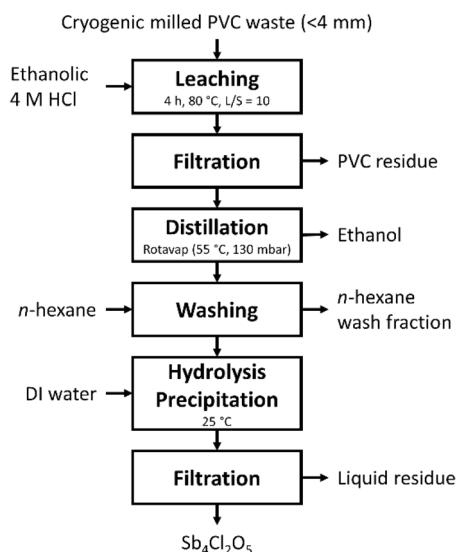 Cryogenic milled PVC waste (<4 mm)
Ethanolic
4 M HCl
Leaching
4 h, 80 °C, L/S = 10
Filtration
PVC residue
Distillation
Rotavap (55 °C, 130 mbar)
Ethanol
n-hexane
Washing
n-hexane
wash fraction
DI water
Hydrolysis
Precipitation
25 °C
Filtration
Liquid residue
Sb₄Cl₂O₅